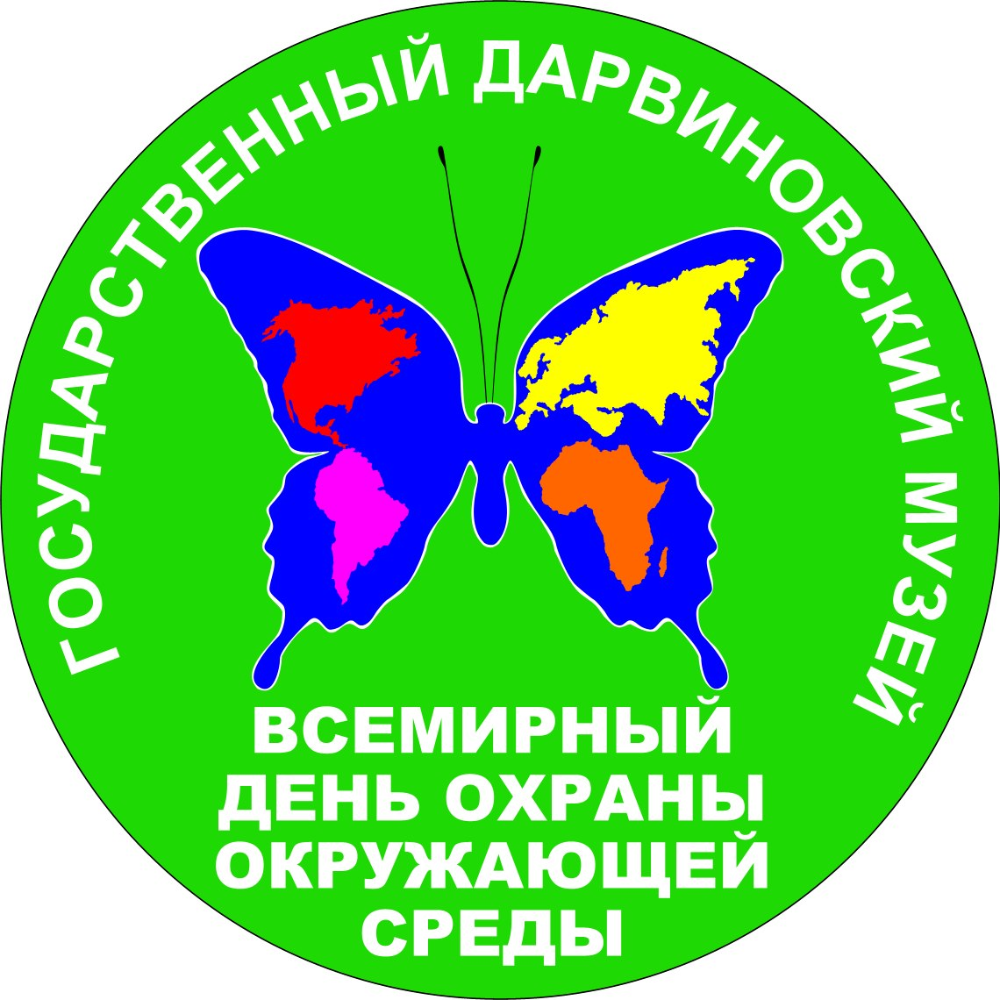 ГОСУДАРСТВЕННЫЙ ДАРВИНОВСКИЙ МУЗЕЙ
ВСЕМИРНЫЙ
ДЕНЬ ОХРАНЫ
ОКРУЖАЮЩЕЙ
СРЕДЫ